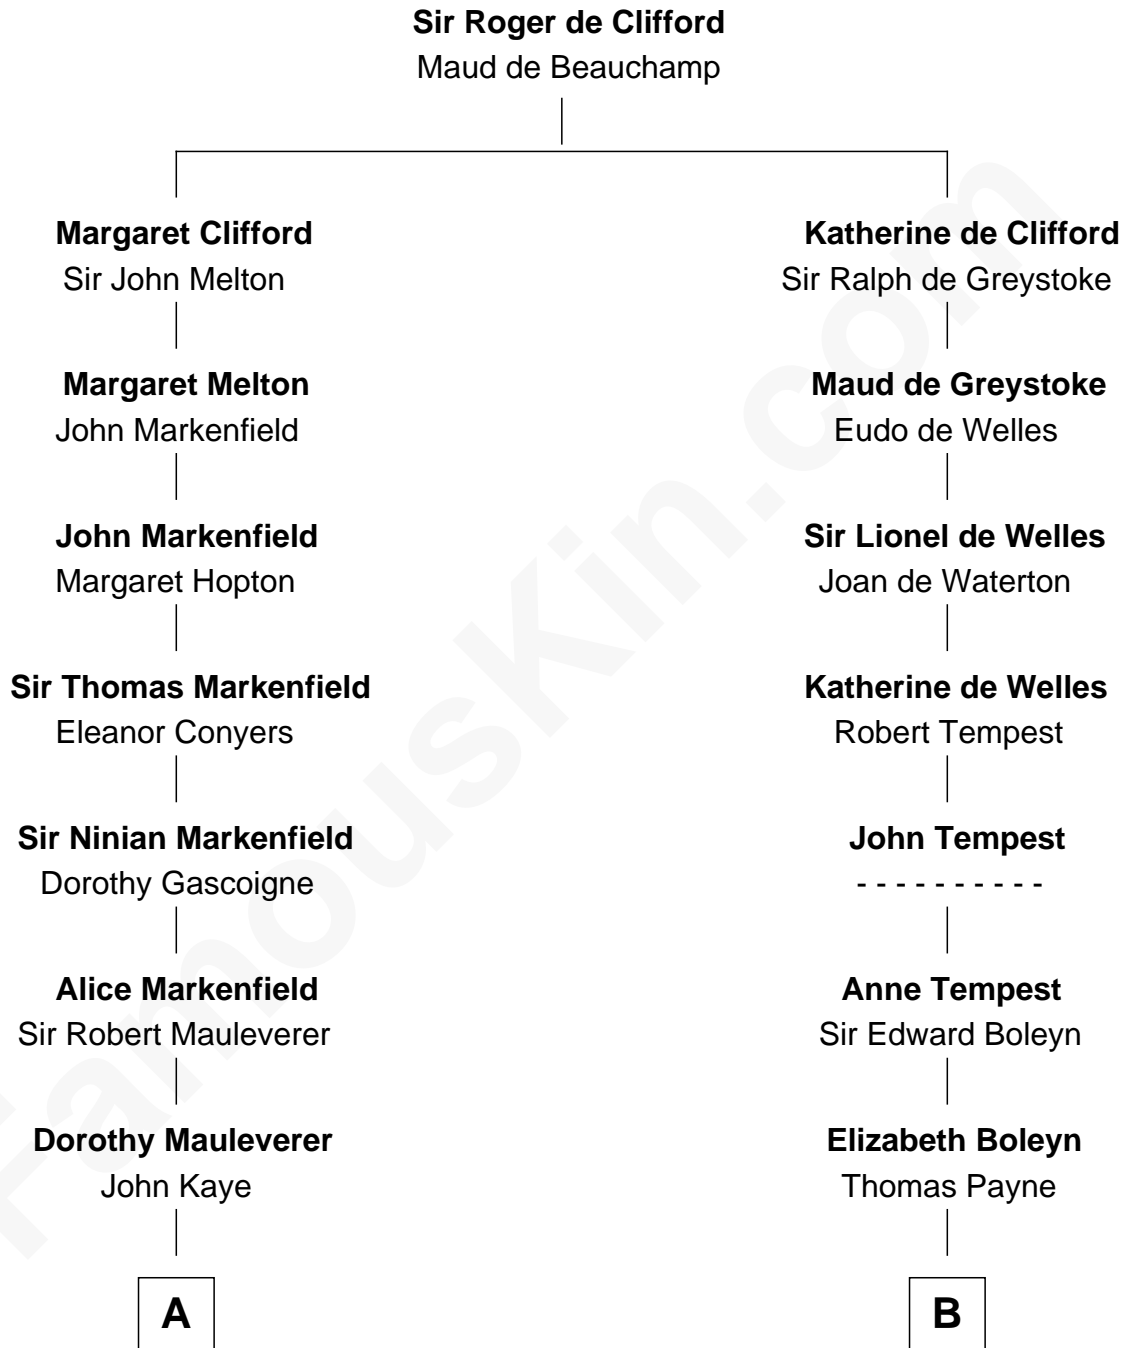 Sir Roger de Clifford
Maud de Beauchamp
Margaret Clifford
Sir John Melton
Katherine de Clifford
Sir Ralph de Greystoke
Margaret Melton
John Markenfield
Maud de Greystoke
Eudo de Welles
John Markenfield
Margaret Hopton
Sir Lionel de Welles
Joan de Waterton
Sir Thomas Markenfield
Eleanor Conyers
Katherine de Welles
Robert Tempest
Sir Ninian Markenfield
Dorothy Gascoigne
John Tempest
- - - - - - - - - -
Alice Markenfield
Sir Robert Mauleverer
Anne Tempest
Sir Edward Boleyn
Dorothy Mauleverer
John Kaye
Elizabeth Boleyn
Thomas Payne
A
B
FamousKin.com